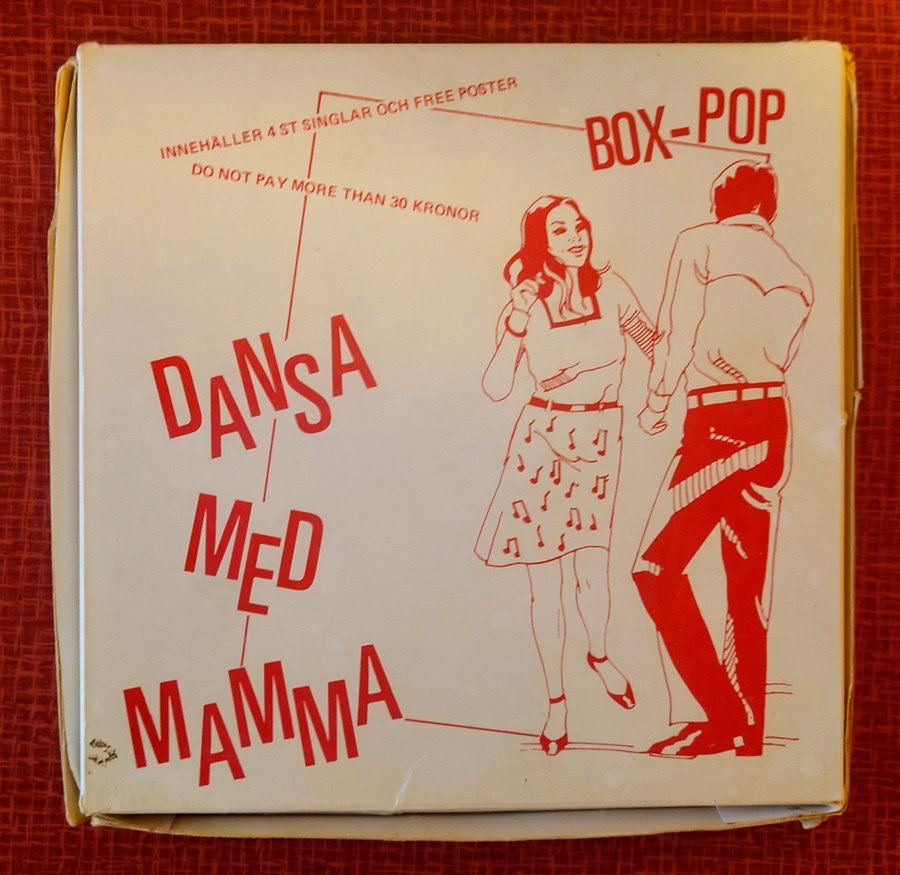 INNEHÅLLER 4 ST SINGLAR OCH FREE POSTER
DO NOT PAY MORE THAN 30 KRONOR
BOX-POP
DANSA
MED
MAMMA